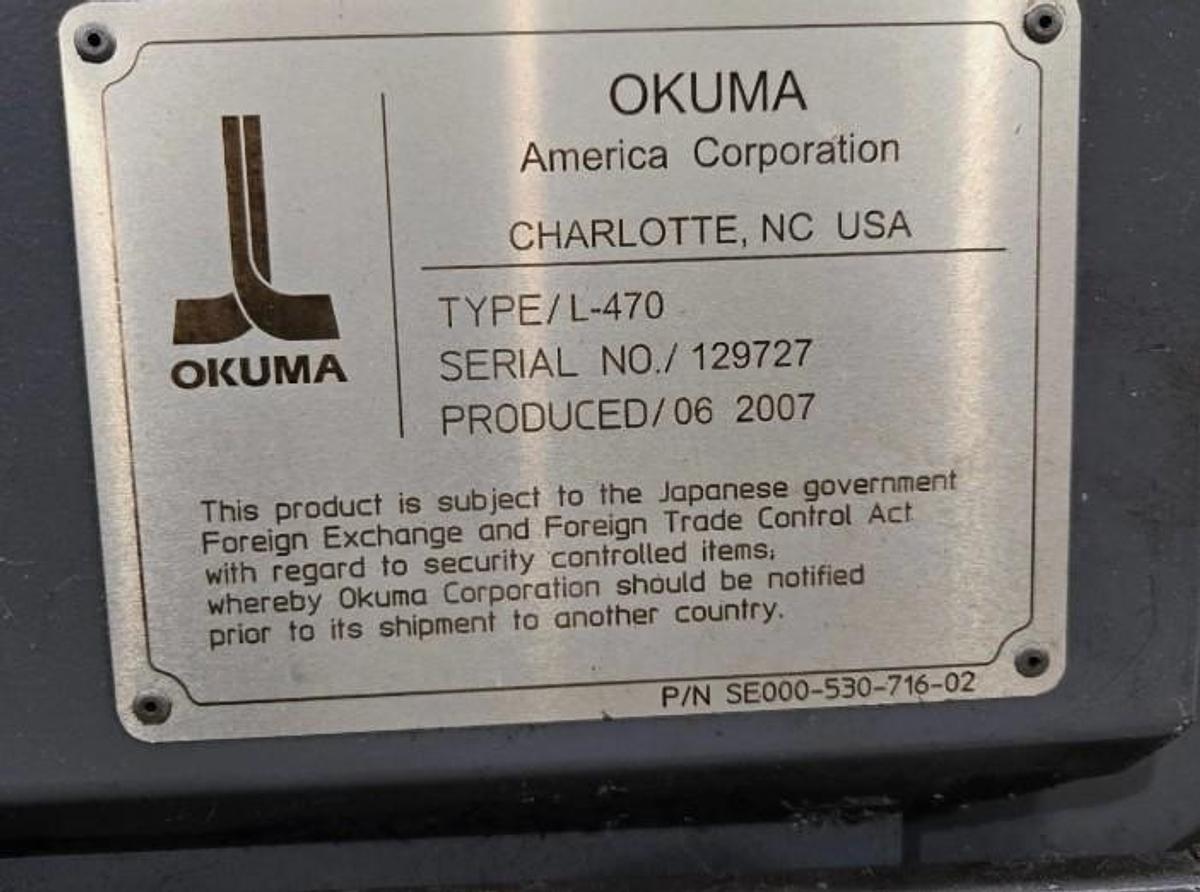 OKUMA
OKUMA
America Corporation
CHARLOTTE, NC USA
TYPE/ L-470
SERIAL NO./ 129727
PRODUCED/ 06 2007
This product is subject to the Japanese government
Foreign Exchange and Foreign Trade Control Act
with regard to security controlled items;
whereby Okuma Corporation should be notified
prior to its shipment to another country.
P/N SE000-530-716-02